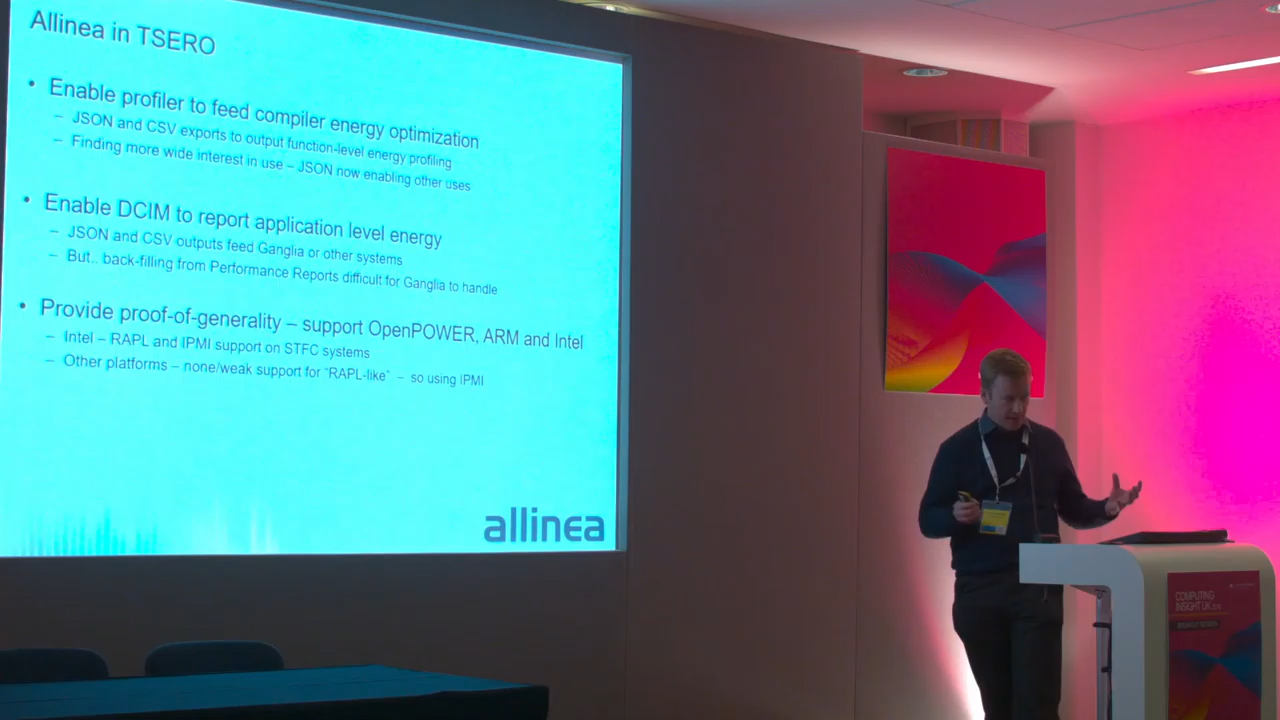 Allinea in TSERO
• Enable profiler to feed compiler energy optimization
– JSON and CSV exports to output function-level energy profiling
– Finding more wide interest in use – JSON now enabling other uses
• Enable DCIM to report application level energy
– JSON and CSV outputs feed Ganglia or other systems
– But.. back-filling from Performance Reports difficult for Ganglia to handle
• Provide proof-of-generality – support OpenPOWER, ARM and Intel
– Intel – RAPL and IPMI support on STFC systems
– Other platforms – none/weak support for “RAPL-like” – so using IPMI
allinea
COMPUTING
INSIGHT UK
BREAKOUT SESSION